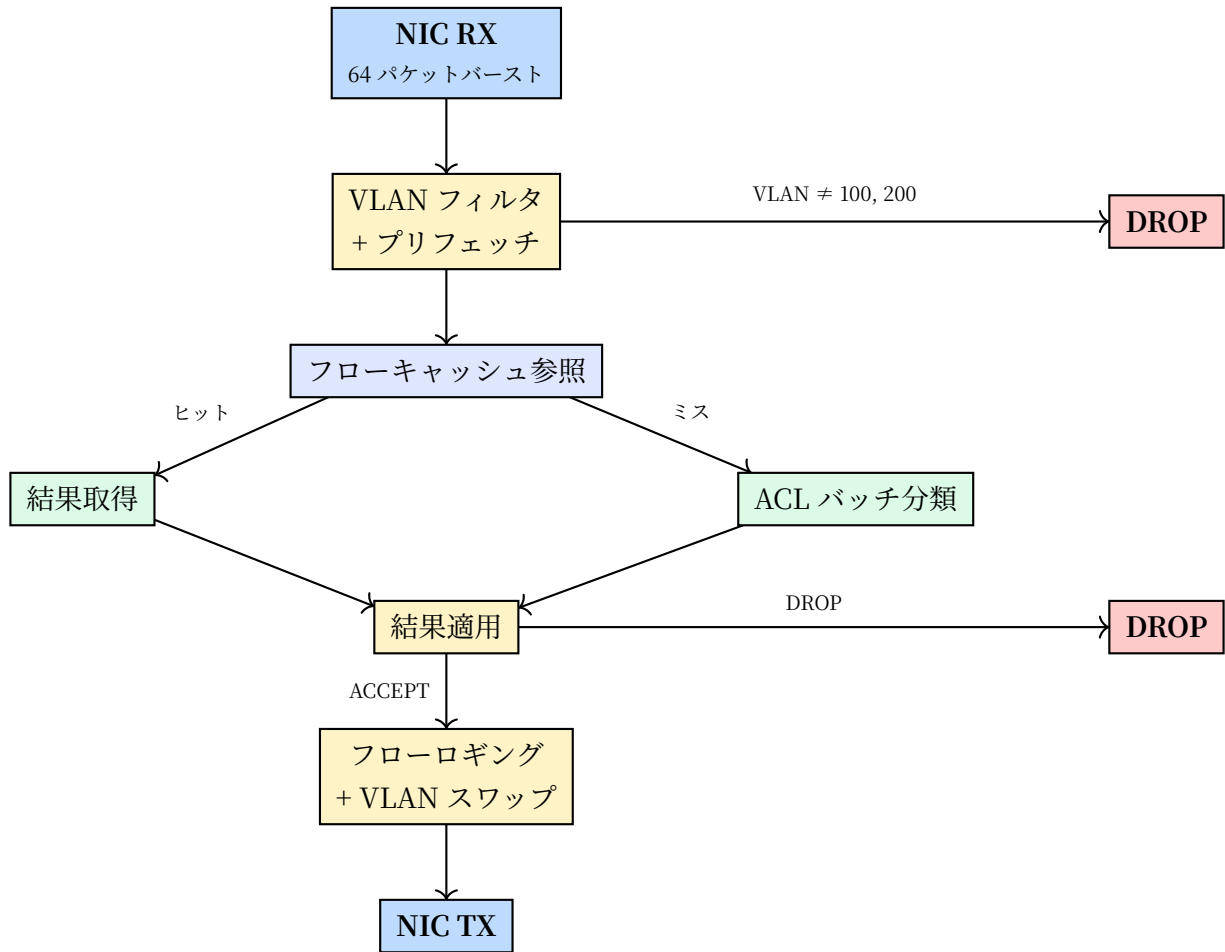 NIC RX
64 パケットバースト
VLAN フィルタ
+ プリフェッチ
VLAN ≠ 100, 200
DROP
フローキャッシュ参照
ヒット
ミス
結果取得
ACL バッチ分類
結果適用
DROP
DROP
ACCEPT
フローロギング
+ VLAN スワップ
NIC TX